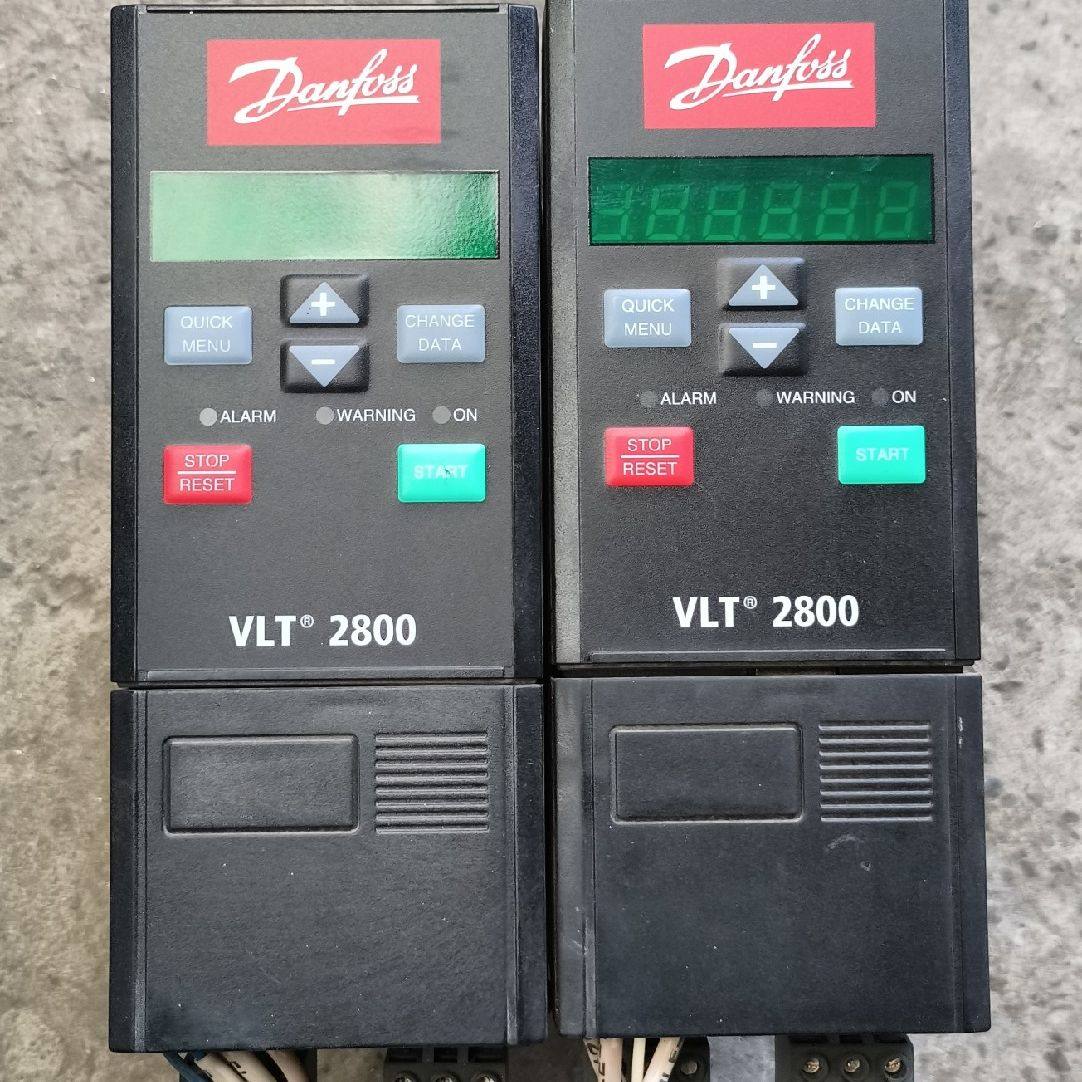 Danfoss
QUICK
MENU
+
-
CHANGE
DATA
ALARM WARNING ON
STOP
RESET
START
VLT® 2800
Danfoss
QUICK
MENU
+
-
CHANGE
DATA
ALARM WARNING ON
STOP
RESET
START
VLT® 2800